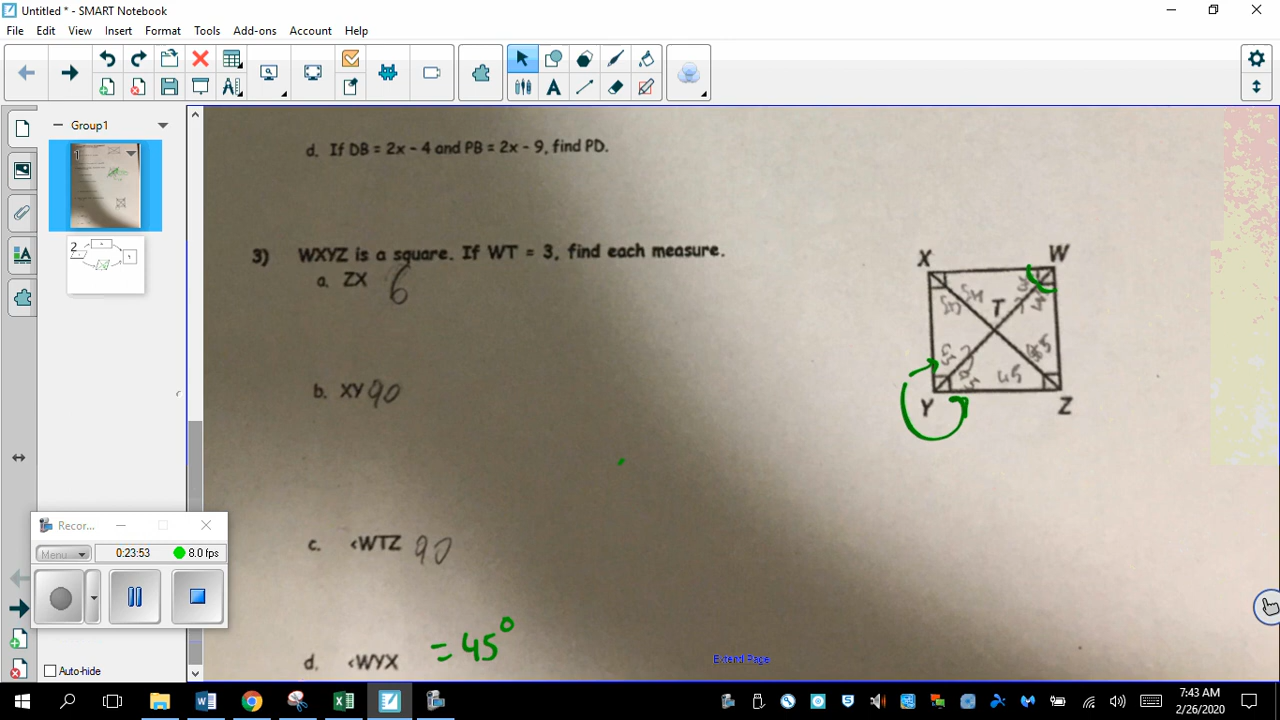 Untitled * - SMART Notebook
File Edit View Insert Format Tools Add-ons Account Help
Group1
1
2
d. If DB = 2x - 4 and PB = 2x - 9, find PD.
3) WXYZ is a square. If WT = 3, find each measure.
a. ZX 6
b. XY 90
c. <WTZ 90
d. <WYX = 45°
X W
T
45
Y Z
Extend Page
Recor...
Menu 0:23:53 8.0 fps
Auto-hide
7:43 AM
2/26/2020